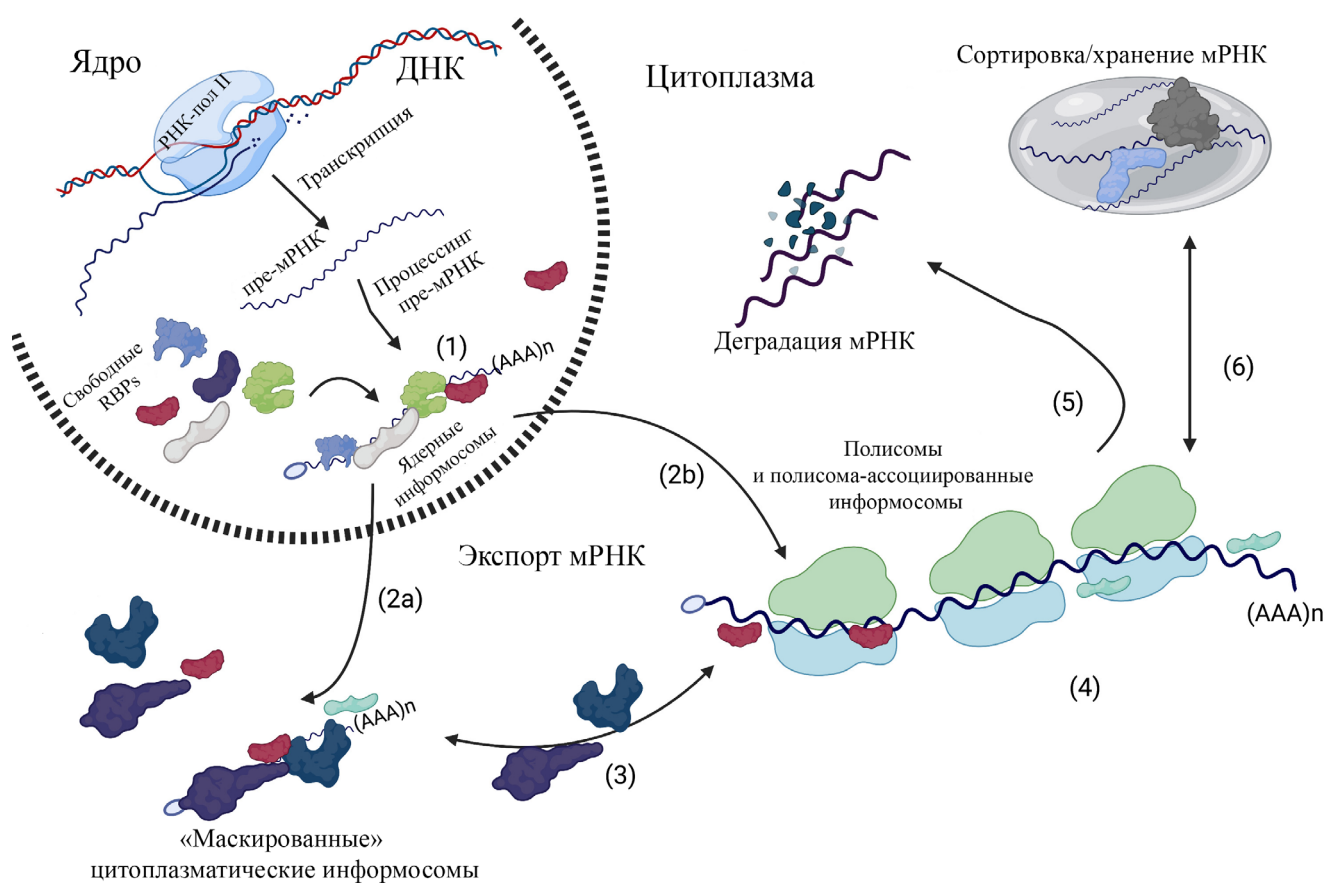 Ядро
ДНК
РНК-пол II
Транскрипция
пре-мРНК
Процессинг
пре-мРНК
Свободные
RBPs
(1)
(AAA)n
Ядерные
информосомы
Цитоплазма
Сортировка/хранение мРНК
Деградация мРНК
(5)
(6)
(2b)
Полисомы
и полисома-ассоциированные
информосомы
Экспорт мРНК
(2a)
(AAA)n
(4)
(AAA)n
(3)
«Маскированные»
цитоплазматические информосомы